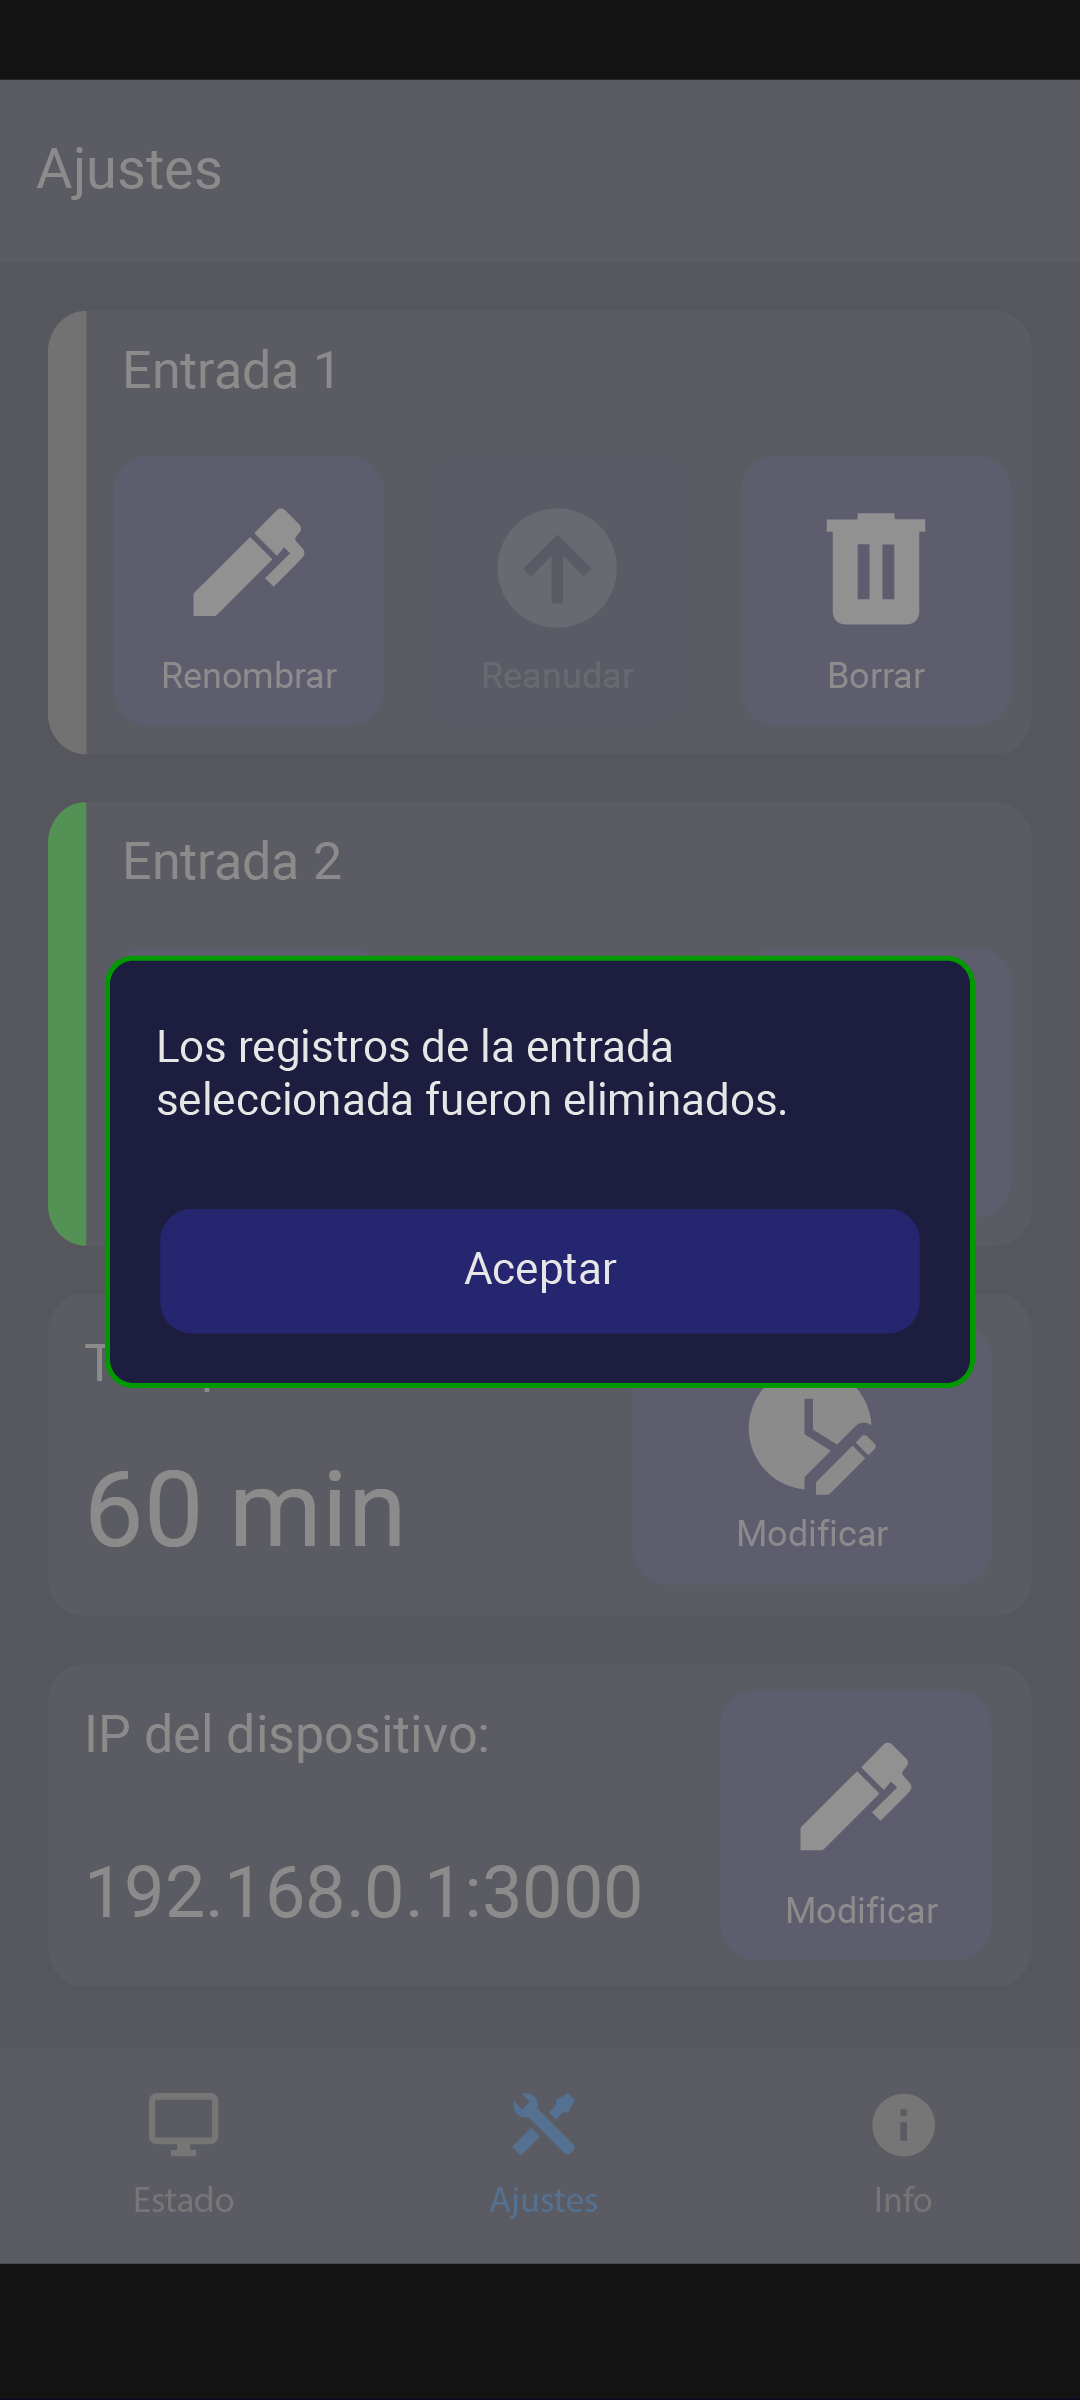 Ajustes
Entrada 1
Renombrar
Reanudar
Borrar
Entrada 2
Los registros de la entrada
seleccionada fueron eliminados.
Aceptar
60 min
Modificar
IP del dispositivo:
192.168.0.1:3000
Modificar
Estado
Ajustes
Info